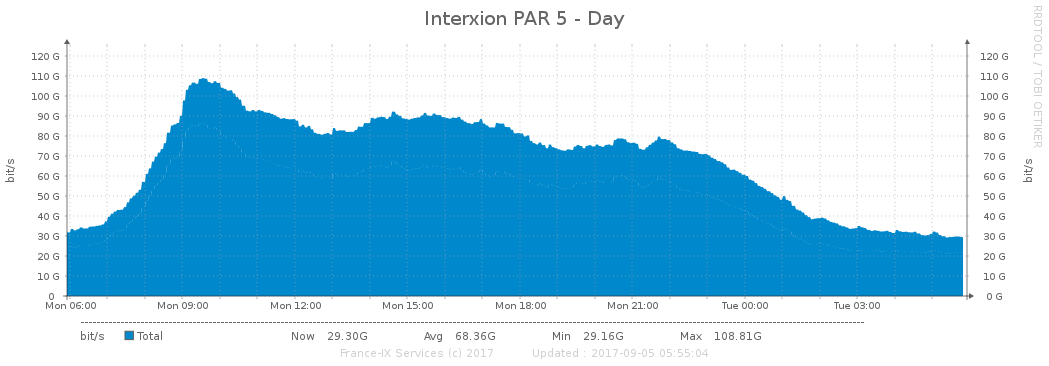 Interxion PAR 5 - Day
RRDTOOL / TOBI OETIKER
bit/s
120 G 120 G
110 G 110 G
100 G 100 G
90 G 90 G
80 G 80 G
70 G 70 G
60 G 60 G
50 G 50 G
40 G 40 G
30 G 30 G
20 G 20 G
10 G 10 G
0 0 G
bit/s
Mon 06:00 Mon 09:00 Mon 12:00 Mon 15:00 Mon 18:00 Mon 21:00 Tue 00:00 Tue 03:00
bit/s Total Now 29.30G Avg 68.36G Min 29.16G Max 108.81G
France-IX Services (c) 2017 Updated : 2017-09-05 05:55:04